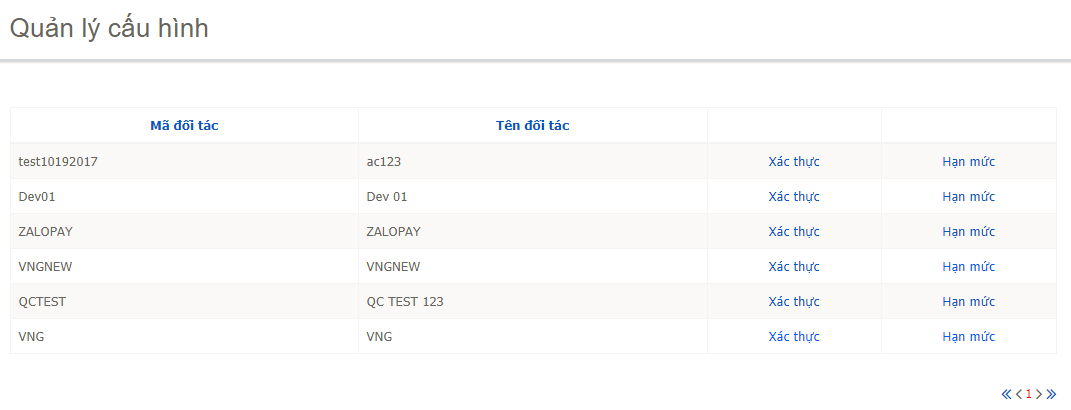 Quản lý cấu hình
Mã đối tác Tên đối tác
test10192017 ac123 Xác thực Hạn mức
Dev01 Dev 01 Xác thực Hạn mức
ZALOPAY ZALOPAY Xác thực Hạn mức
VNGNEW VNGNEW Xác thực Hạn mức
QCTEST QC TEST 123 Xác thực Hạn mức
VNG VNG Xác thực Hạn mức
1